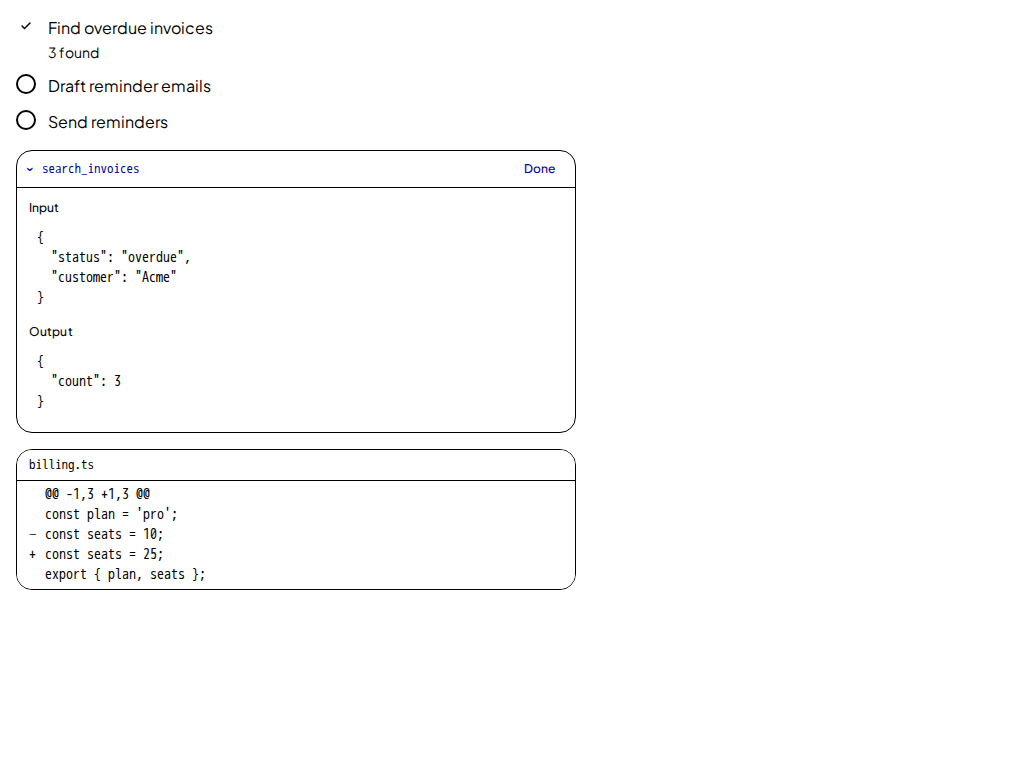 Find overdue invoices
3 found
Draft reminder emails
Send reminders
search_invoices Done
Input
{
  "status": "overdue",
  "customer": "Acme"
}
Output
{
  "count": 3
}
billing.ts
@@ -1,3 +1,3 @@
const plan = 'pro';
− const seats = 10;
+ const seats = 25;
export { plan, seats };